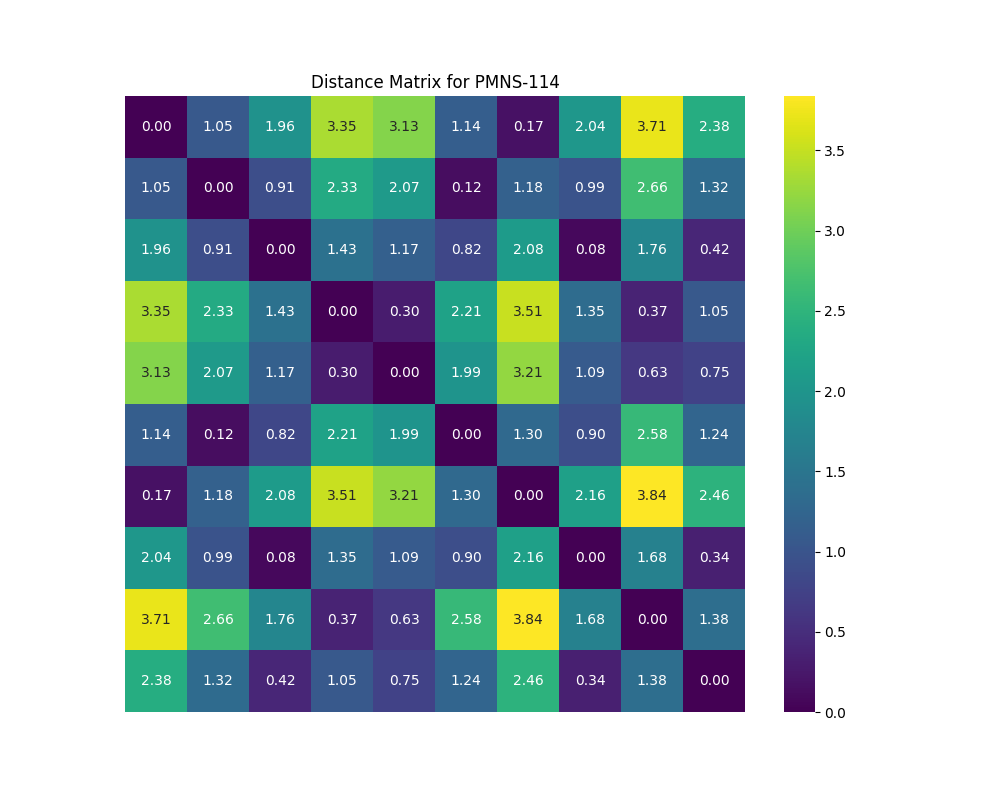 Distance Matrix for PMNS-114
0.00 1.05 1.96 3.35 3.13 1.14 0.17 2.04 3.71 2.38
1.05 0.00 0.91 2.33 2.07 0.12 1.18 0.99 2.66 1.32
1.96 0.91 0.00 1.43 1.17 0.82 2.08 0.08 1.76 0.42
3.35 2.33 1.43 0.00 0.30 2.21 3.51 1.35 0.37 1.05
3.13 2.07 1.17 0.30 0.00 1.99 3.21 1.09 0.63 0.75
1.14 0.12 0.82 2.21 1.99 0.00 1.30 0.90 2.58 1.24
0.17 1.18 2.08 3.51 3.21 1.30 0.00 2.16 3.84 2.46
2.04 0.99 0.08 1.35 1.09 0.90 2.16 0.00 1.68 0.34
3.71 2.66 1.76 0.37 0.63 2.58 3.84 1.68 0.00 1.38
2.38 1.32 0.42 1.05 0.75 1.24 2.46 0.34 1.38 0.00
3.5
3.0
2.5
2.0
1.5
1.0
0.5
0.0